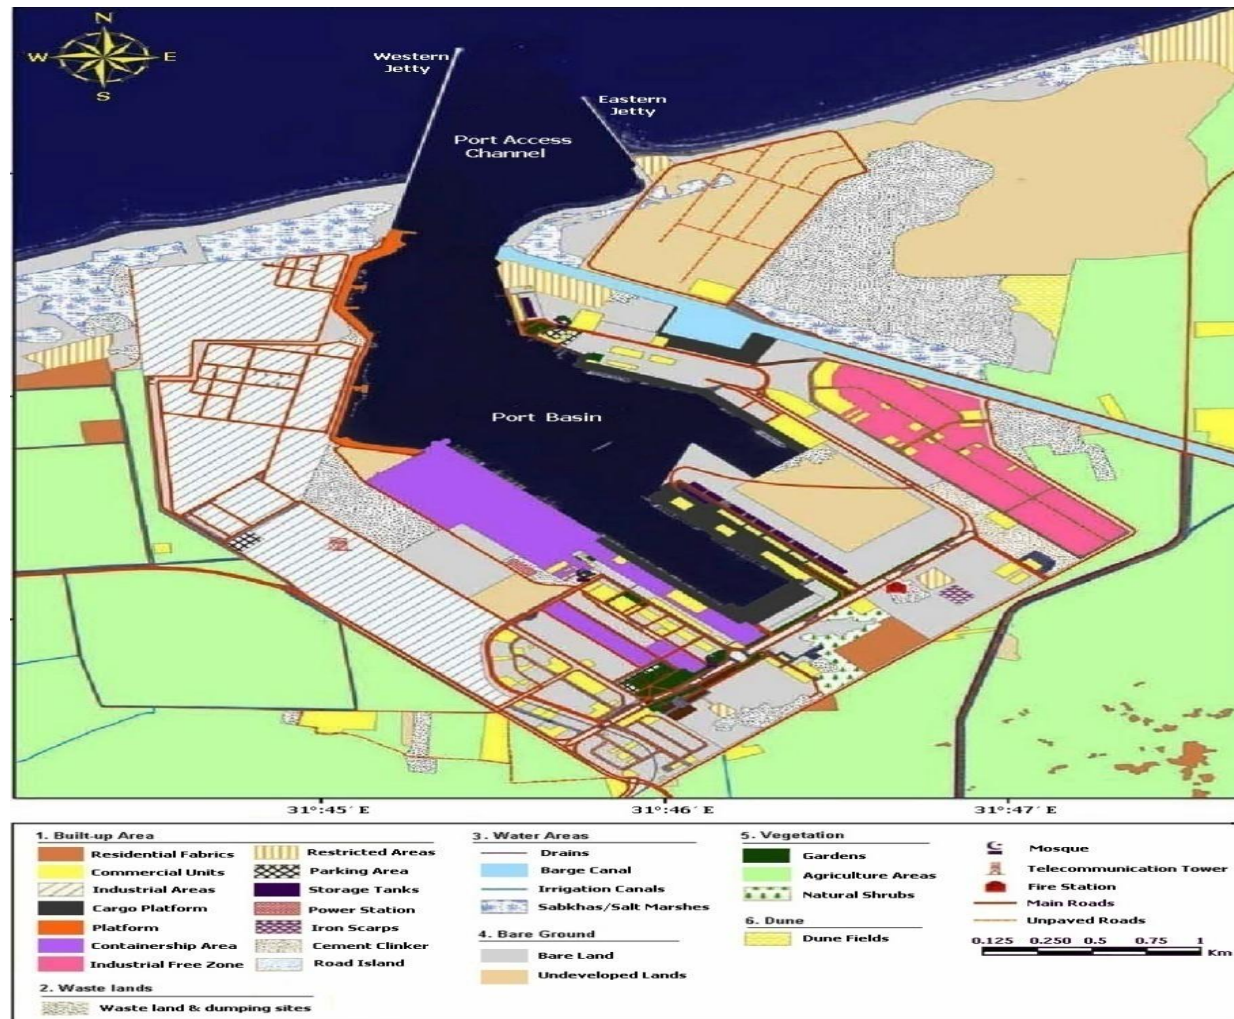 N
W E
S
Western
Jetty
Eastern
Jetty
Port Access
Channel
Port Basin
31°:45´ E
31°:46´ E
31°:47´ E
1. Built-up Area
Residential Fabrics
Commercial Units
Industrial Areas
Cargo Platform
Platform
Containership Area
Industrial Free Zone
Restricted Areas
Parking Area
Storage Tanks
Power Station
Iron Scarps
Cement Clinker
Road Island
2. Waste lands
Waste land & dumping sites
3. Water Areas
Drains
Barge Canal
Irrigation Canals
Sabkhas/Salt Marshes
4. Bare Ground
Bare Land
Undeveloped Lands
5. Vegetation
Gardens
Agriculture Areas
Natural Shrubs
6. Dune
Dune Fields
Mosque
Telecommunication Tower
Fire Station
Main Roads
Unpaved Roads
0.125 0.250 0.5 0.75 1
Km